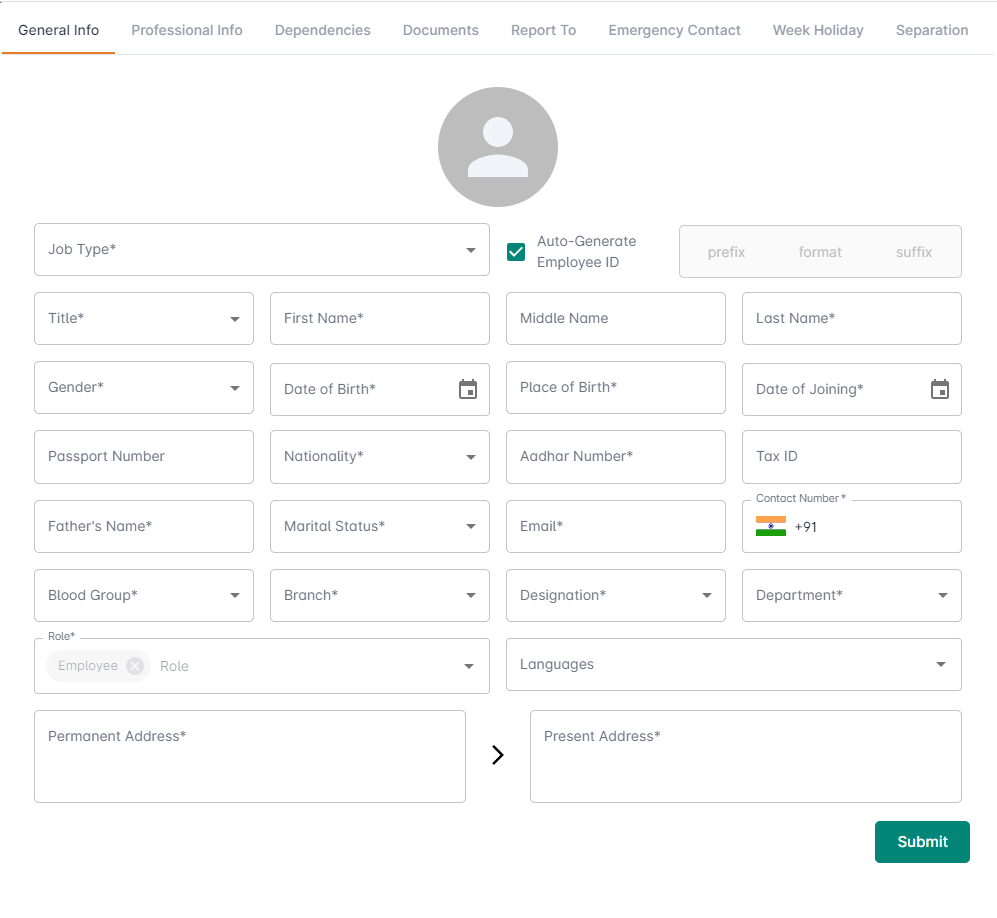 General Info Professional Info Dependencies Documents Report To Emergency Contact Week Holiday Separation
Job Type* Auto-Generate
Employee ID prefix format suffix
Title* First Name* Middle Name Last Name*
Gender* Date of Birth* Place of Birth* Date of Joining*
Passport Number Nationality* Aadhar Number* Tax ID
Father's Name* Marital Status* Email* Contact Number *
+91
Blood Group* Branch* Designation* Department*
Role*
Employee Role Languages
Permanent Address* Present Address*
Submit